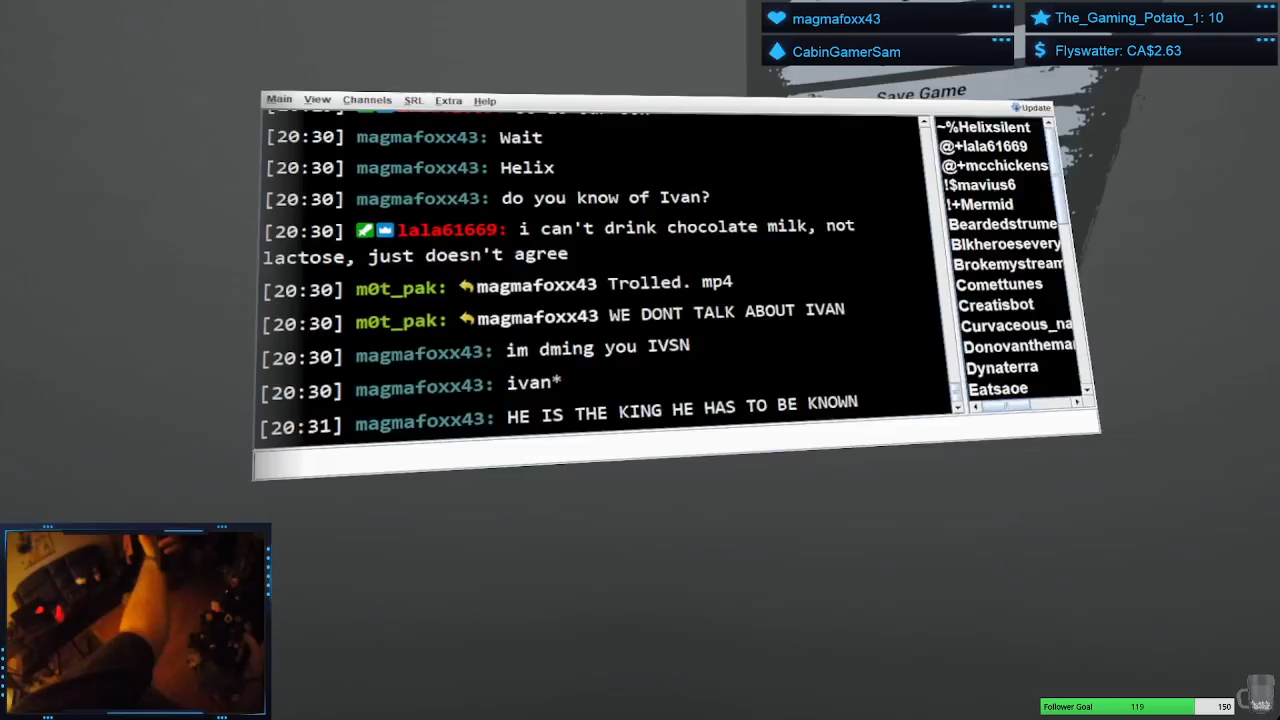 magmafoxx43
The_Gaming_Potato_1: 10
CabinGamerSam
Flyswatter: CA$2.63
Save Game
Main View Channels SRL Extra Help
Update
[20:30] magmafoxx43: Wait
[20:30] magmafoxx43: Helix
[20:30] magmafoxx43: do you know of Ivan?
[20:30] lala61669: i can't drink chocolate milk, not
lactose, just doesn't agree
[20:30] m0t_pak: magmafoxx43 Trolled. mp4
[20:30] m0t_pak: magmafoxx43 WE DONT TALK ABOUT IVAN
[20:30] magmafoxx43: im dming you IVSN
[20:30] magmafoxx43: ivan*
[20:31] magmafoxx43: HE IS THE KING HE HAS TO BE KNOWN
~%Helixsilent
@+lala61669
@+mcchickens
!$mavius6
!+Mermid
Beardedstrume
Blkheroesevery
Brokemystream
Comettunes
Creatisbot
Curvaceous_na
Donovanthemar
Dynaterra
Eatsaoe
Follower Goal 119 150